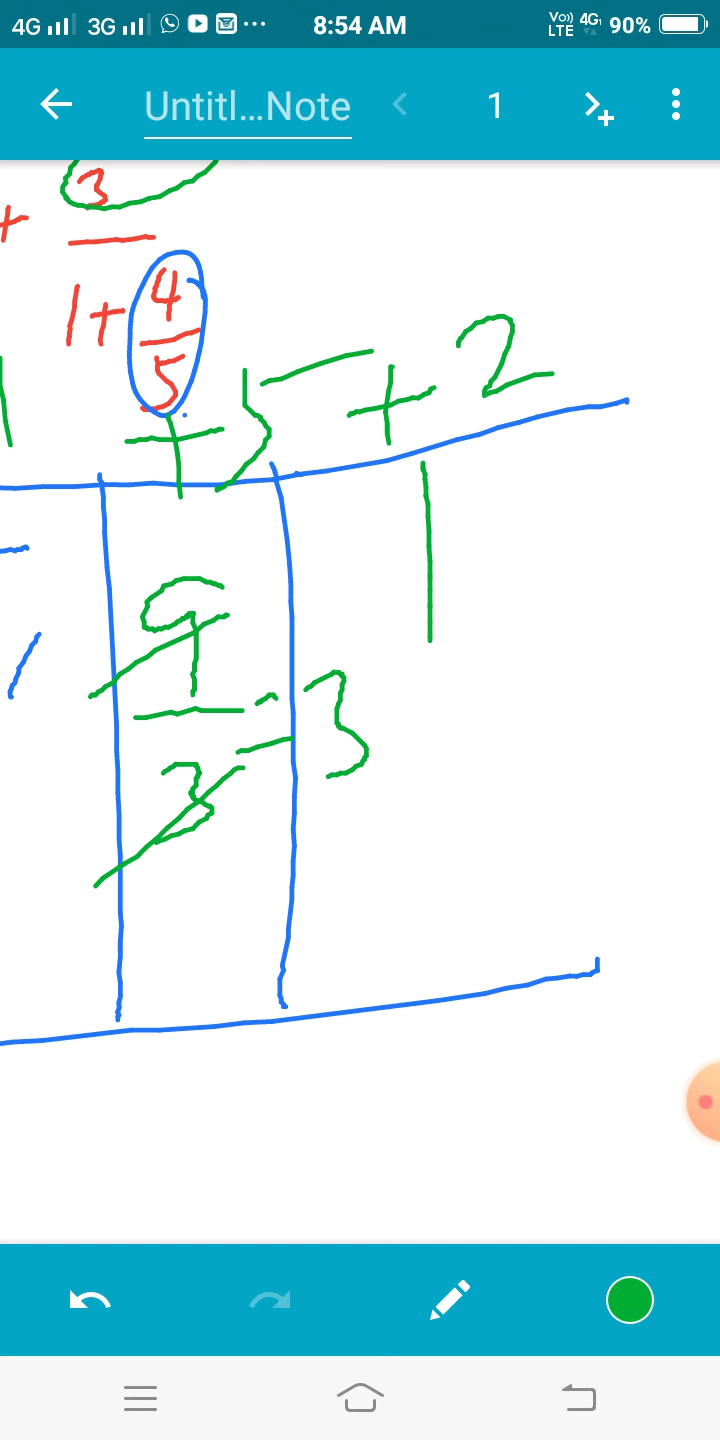 4G 3G 8:54 AM Vo)) LTE 4G 90%
Untitl...Note 1
3
+
1 + 4
5
+ 5 + 2
1
9
= 3
3